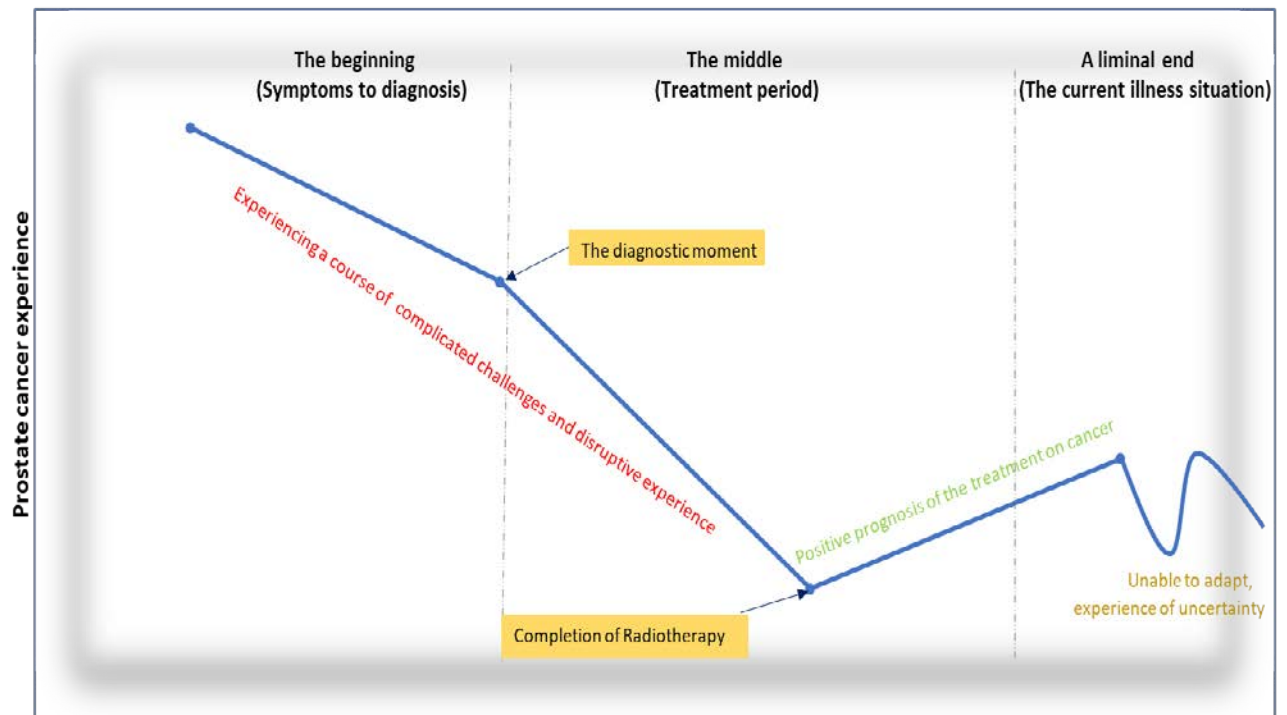 The beginning
(Symptoms to diagnosis)
The middle
(Treatment period)
A liminal end
(The current illness situation)
Prostate cancer experience
Experiencing a course of complicated challenges and disruptive experience
The diagnostic moment
Positive prognosis of the treatment on cancer
Completion of Radiotherapy
Unable to adapt,
experience of uncertainty